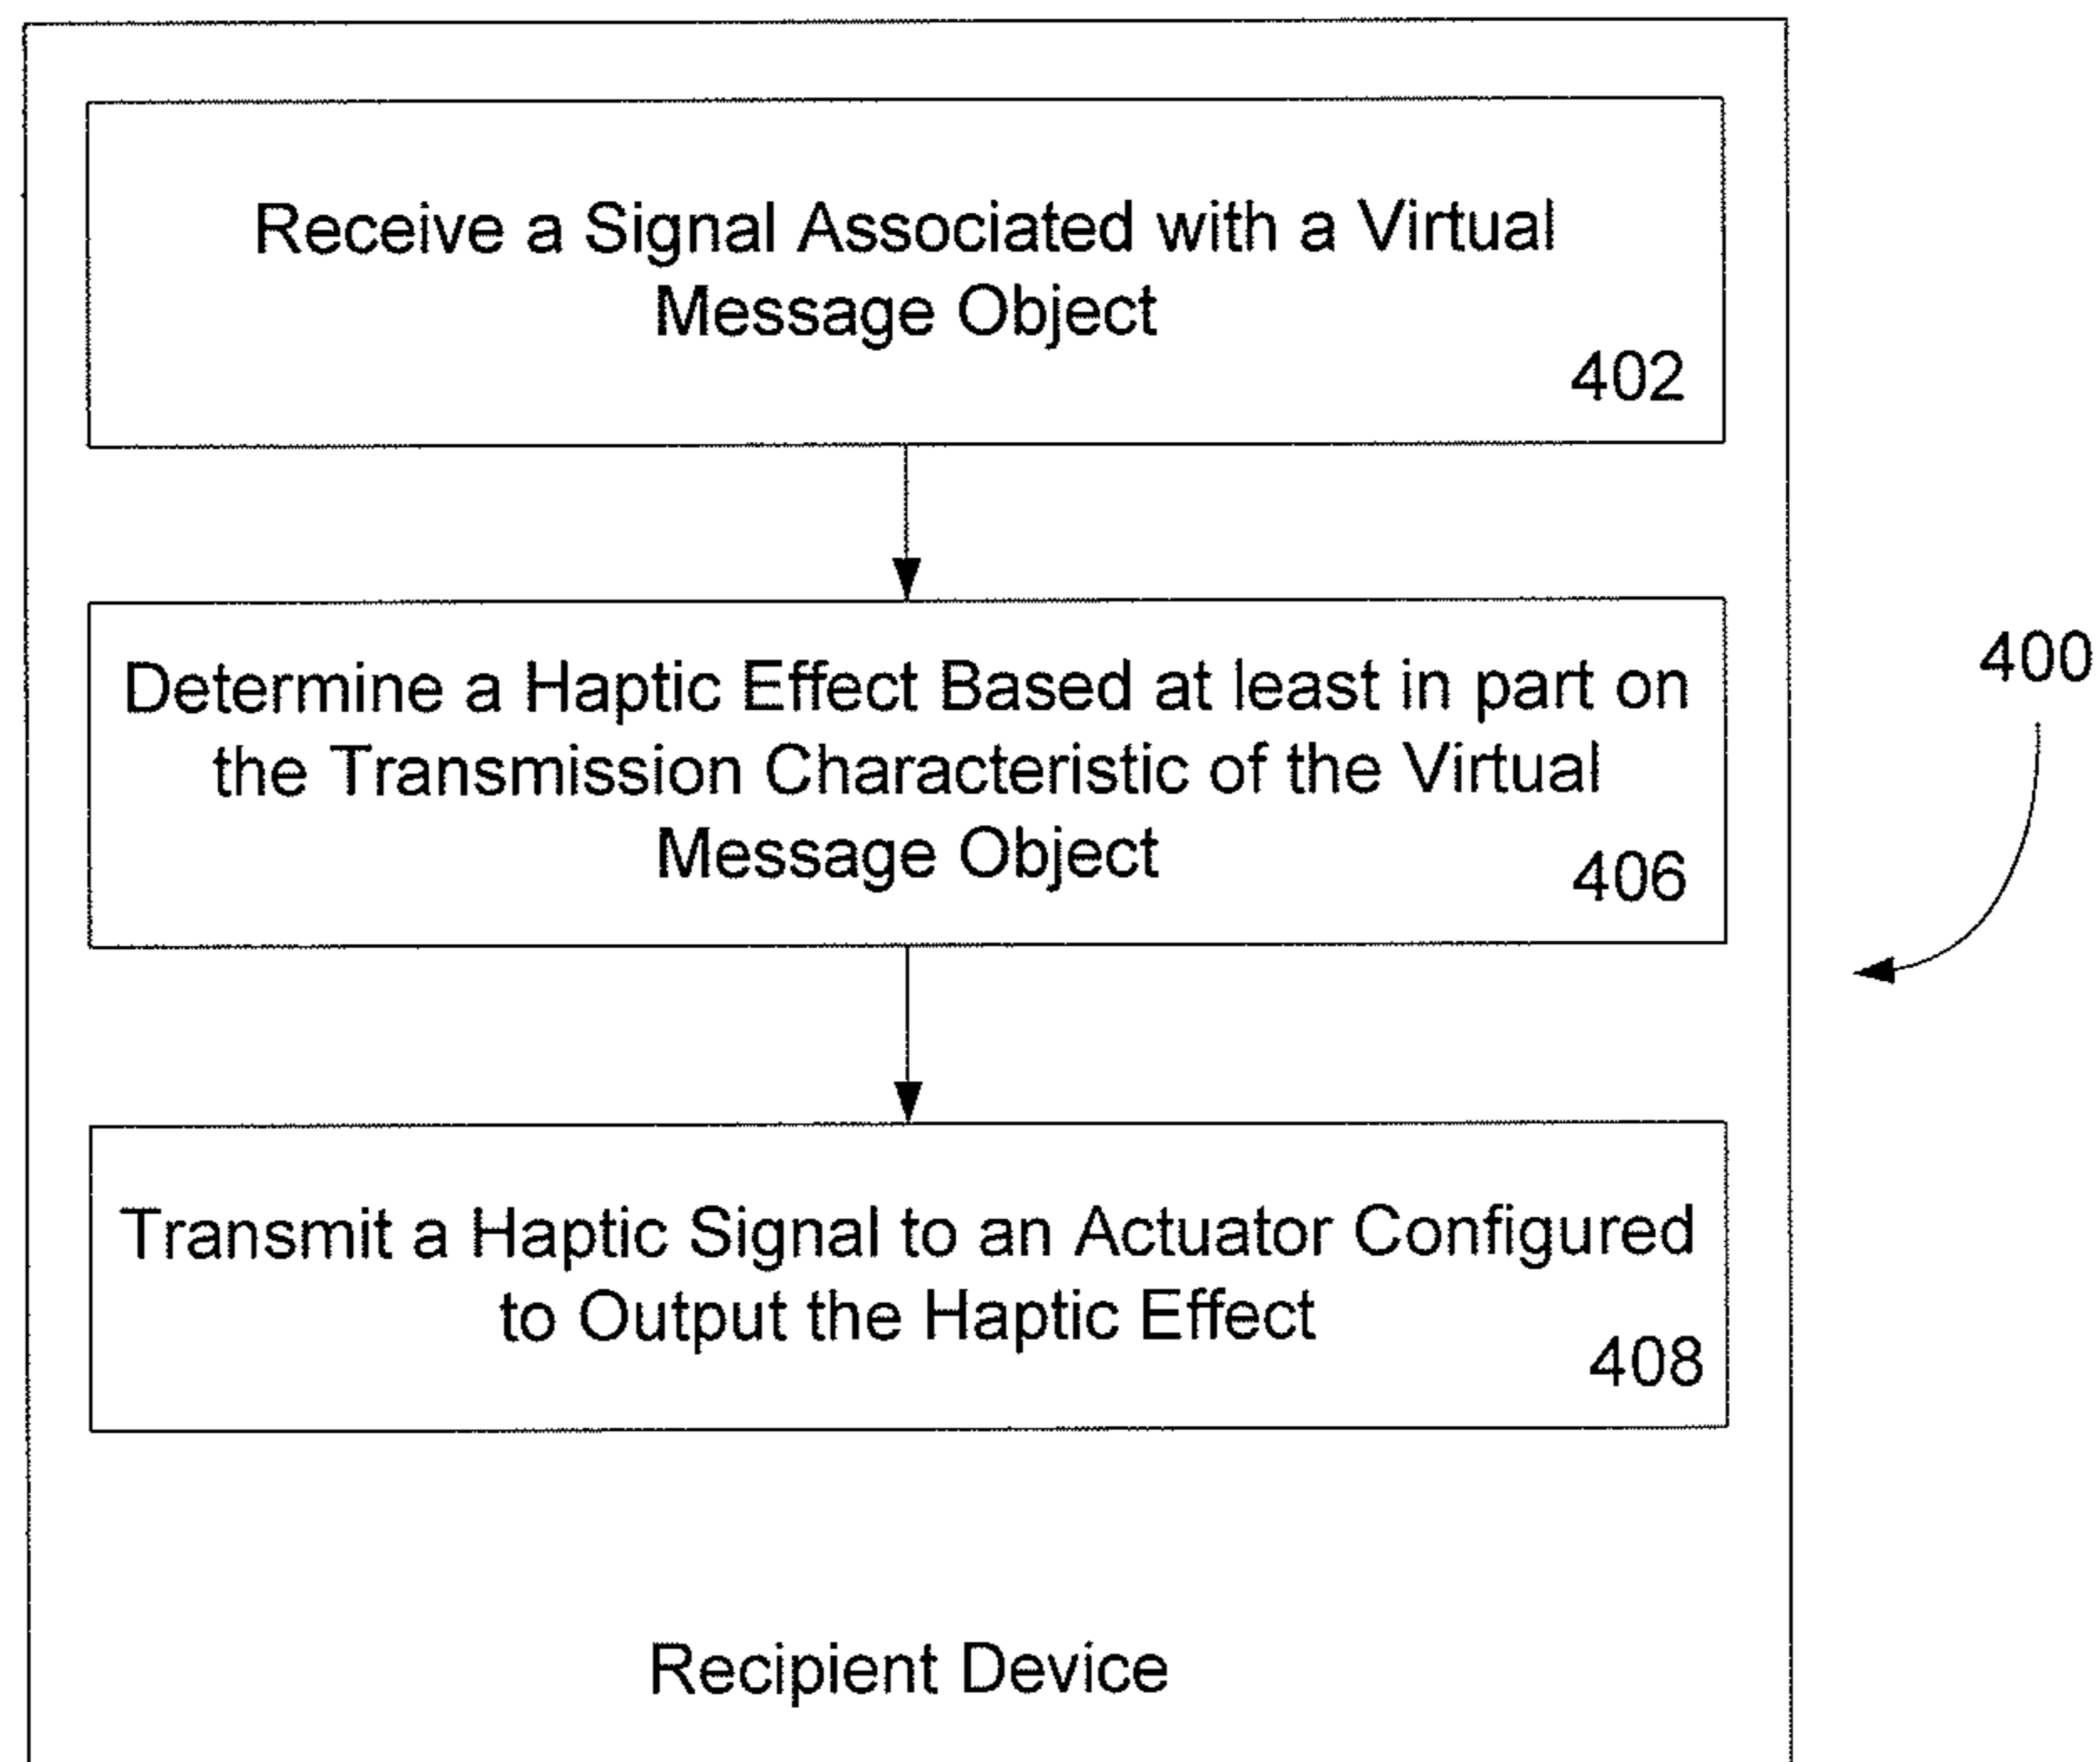 Receive a Signal Associated with a Virtual
Message Object
402
Determine a Haptic Effect Based at least in part on
the Transmission Characteristic of the Virtual
Message Object
406
400
Transmit a Haptic Signal to an Actuator Configured
to Output the Haptic Effect
408
Recipient Device